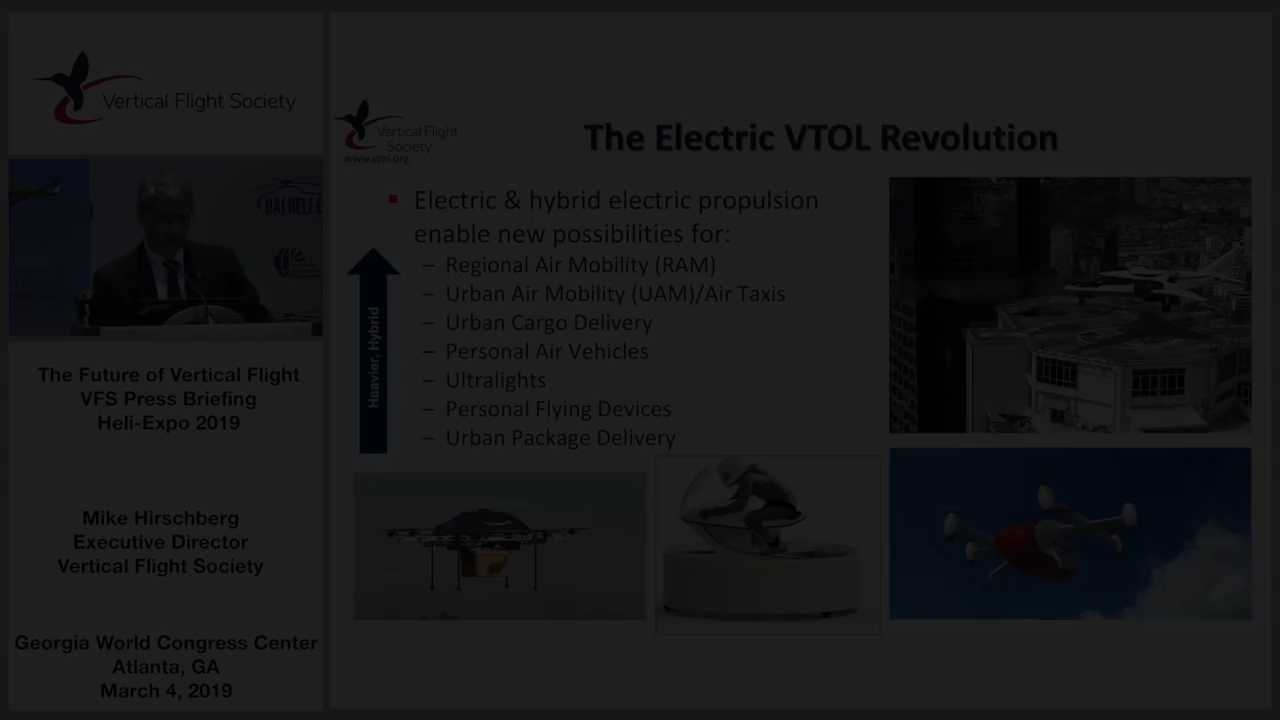 Vertical Flight Society
The Future of Vertical Flight
VFS Press Briefing
Heli-Expo 2019
Mike Hirschberg
Executive Director
Vertical Flight Society
Georgia World Congress Center
Atlanta, GA
March 4, 2019
Vertical Flight
Society
www.vtol.org
The Electric VTOL Revolution
Electric & hybrid electric propulsion
enable new possibilities for:
– Regional Air Mobility (RAM)
– Urban Air Mobility (UAM)/Air Taxis
– Urban Cargo Delivery
– Personal Air Vehicles
– Ultralights
– Personal Flying Devices
– Urban Package Delivery
Heavier, Hybrid
HAI HELI-E